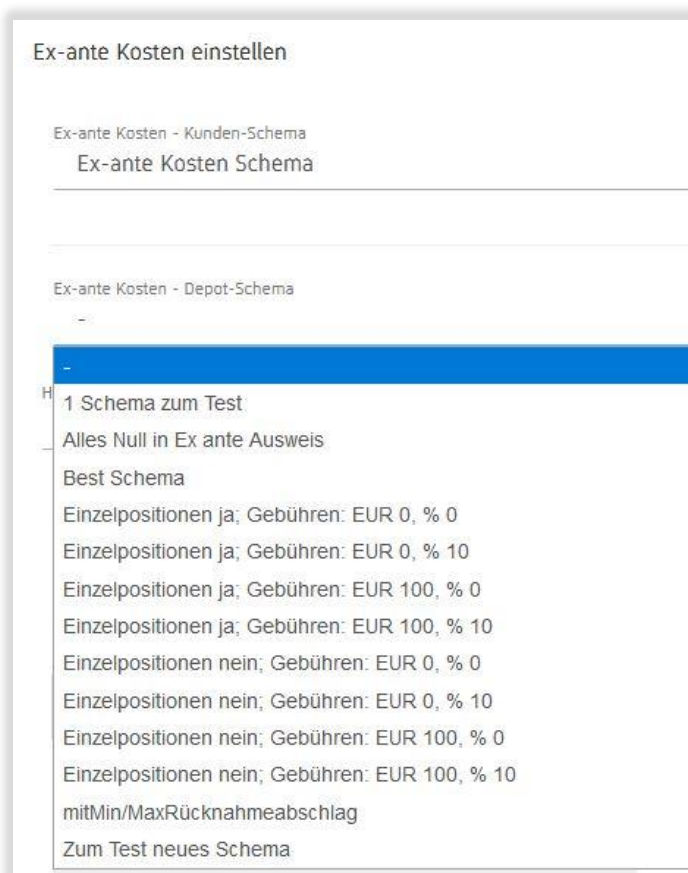 Ex-ante Kosten einstellen
Ex-ante Kosten - Kunden-Schema
Ex-ante Kosten Schema
Ex-ante Kosten - Depot-Schema
-
-
H
1 Schema zum Test
Alles Null in Ex ante Ausweis
Best Schema
Einzelpositionen ja; Gebühren: EUR 0, % 0
Einzelpositionen ja; Gebühren: EUR 0, % 10
Einzelpositionen ja; Gebühren: EUR 100, % 0
Einzelpositionen ja; Gebühren: EUR 100, % 10
Einzelpositionen nein; Gebühren: EUR 0, % 0
Einzelpositionen nein; Gebühren: EUR 0, % 10
Einzelpositionen nein; Gebühren: EUR 100, % 0
Einzelpositionen nein; Gebühren: EUR 100, % 10
mitMin/MaxRücknahmeabschlag
Zum Test neues Schema